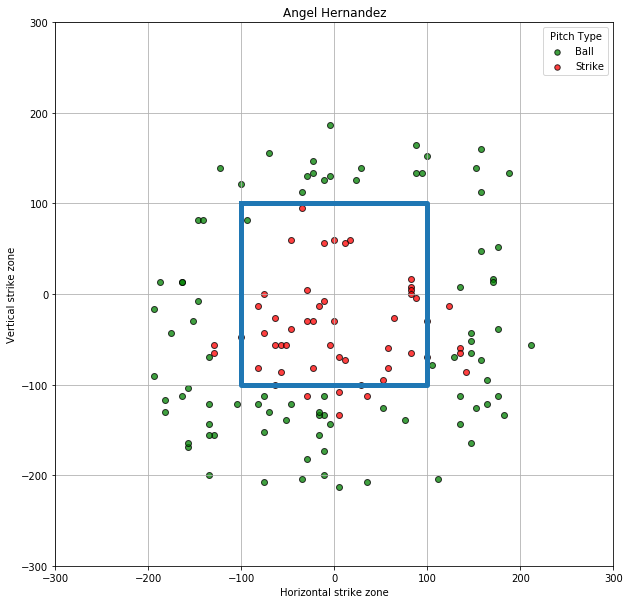 Angel Hernandez
Pitch Type
Ball
Strike
300
200
100
0
−100
−200
−300
Vertical strike zone
−300
−200
−100
0
100
200
300
Horizontal strike zone